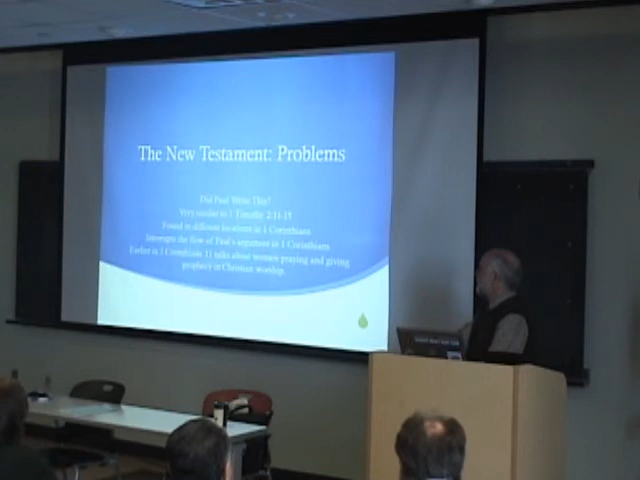 The New Testament: Problems
Did Paul Write This?
Very similar to 1 Timothy 2:11-15
Found in different locations in 1 Corinthians
Interrupts the flow of Paul's argument in 1 Corinthians
Earlier in 1 Corinthians 11 talks about women praying and giving
prophecy in Christian worship.